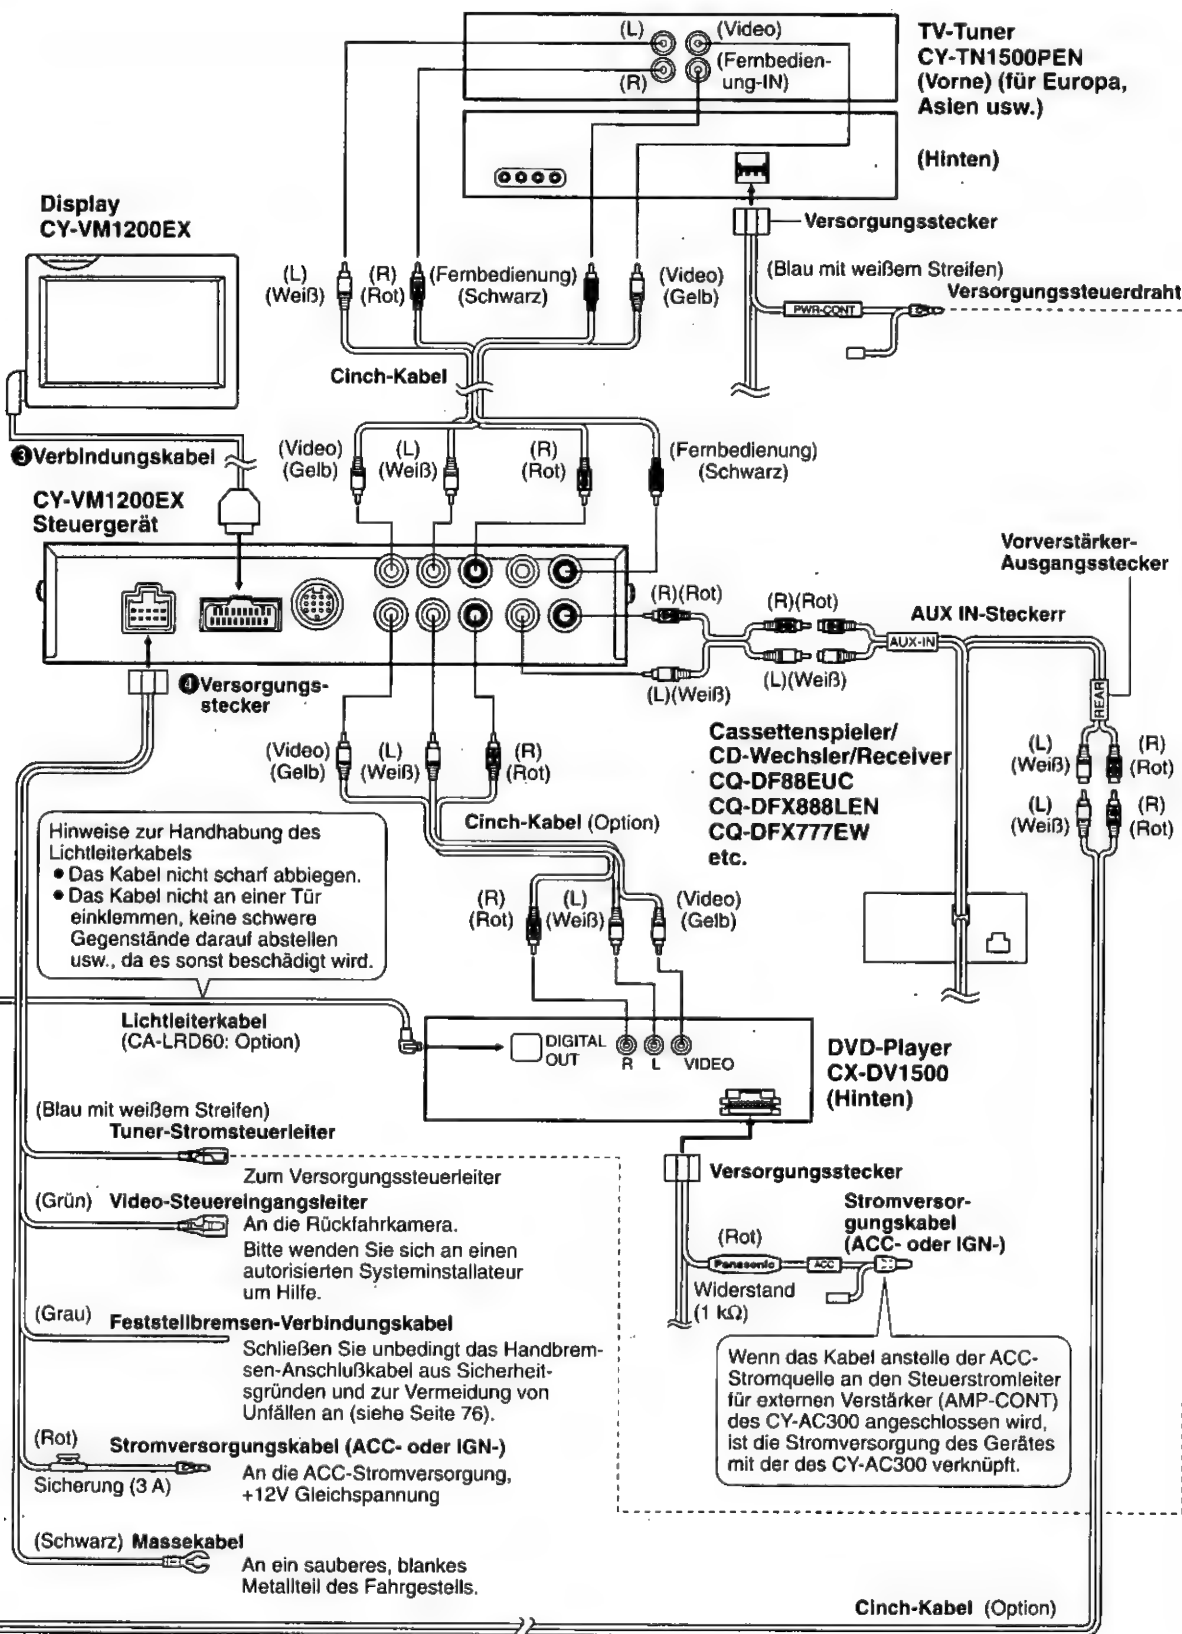 (L)
(Video)
(R)
(Fernbedien-
ung-IN)
TV-Tuner
CY-TN1500PEN
(Vorne) (für Europa,
Asien usw.)
(Hinten)
Versorgungsstecker
(Blau mit weißem Streifen)
Versorgungssteuerdraht
PWR-CONT
Display
CY-VM1200EX
(L)
(Weiß)
(R)
(Rot)
(Fernbedienung)
(Schwarz)
(Video)
(Gelb)
Cinch-Kabel
❸Verbindungskabel
(Video)
(Gelb)
(L)
(Weiß)
(R)
(Rot)
(Fernbedienung)
(Schwarz)
CY-VM1200EX
Steuergerät
Vorverstärker-
Ausgangsstecker
(R)(Rot)
(R)(Rot)
AUX IN-Steckerr
AUX-IN
(L)(Weiß)
(L)(Weiß)
REAR
❹Versorgungs-
stecker
(Video)
(Gelb)
(L)
(Weiß)
(R)
(Rot)
Cassettenspieler/
CD-Wechsler/Receiver
CQ-DF88EUC
CQ-DFX888LEN
CQ-DFX777EW
etc.
(L)
(Weiß)
(R)
(Rot)
(L)
(Weiß)
(R)
(Rot)
Cinch-Kabel (Option)
Hinweise zur Handhabung des
Lichtleiterkabels
● Das Kabel nicht scharf abbiegen.
● Das Kabel nicht an einer Tür
einklemmen, keine schwere
Gegenstände darauf abstellen
usw., da es sonst beschädigt wird.
(R)
(Rot)
(L)
(Weiß)
(Video)
(Gelb)
Lichtleiterkabel
(CA-LRD60: Option)
DIGITAL
OUT
R L VIDEO
DVD-Player
CX-DV1500
(Hinten)
(Blau mit weißem Streifen)
Tuner-Stromsteuerleiter
Zum Versorgungssteuerleiter
Versorgungsstecker
(Grün) Video-Steuereingangsleiter
An die Rückfahrkamera.
Bitte wenden Sie sich an einen
autorisierten Systeminstallateur
um Hilfe.
Stromversor-
gungskabel
(ACC- oder IGN-)
(Rot)
Panasonic
ACC
Widerstand
(1 kΩ)
(Grau) Feststellbremsen-Verbindungskabel
Schließen Sie unbedingt das Handbrem-
sen-Anschlußkabel aus Sicherheit-
sgründen und zur Vermeidung von
Unfällen an (siehe Seite 76).
Wenn das Kabel anstelle der ACC-
Stromquelle an den Steuerstromleiter
für externen Verstärker (AMP-CONT)
des CY-AC300 angeschlossen wird,
ist die Stromversorgung des Gerätes
mit der des CY-AC300 verknüpft.
(Rot) Stromversorgungskabel (ACC- oder IGN-)
Sicherung (3 A)
An die ACC-Stromversorgung,
+12V Gleichspannung
(Schwarz) Massekabel
An ein sauberes, blankes
Metallteil des Fahrgestells.
Cinch-Kabel (Option)